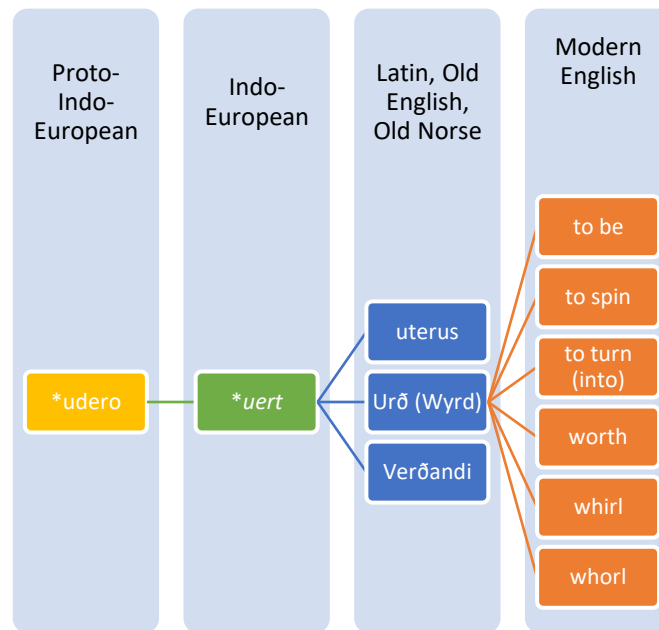 Proto-
Indo-
European
Indo-
European
Latin, Old
English,
Old Norse
Modern
English
*udero
*uert
uterus
Urð (Wyrd)
Verðandi
to be
to spin
to turn
(into)
worth
whirl
whorl